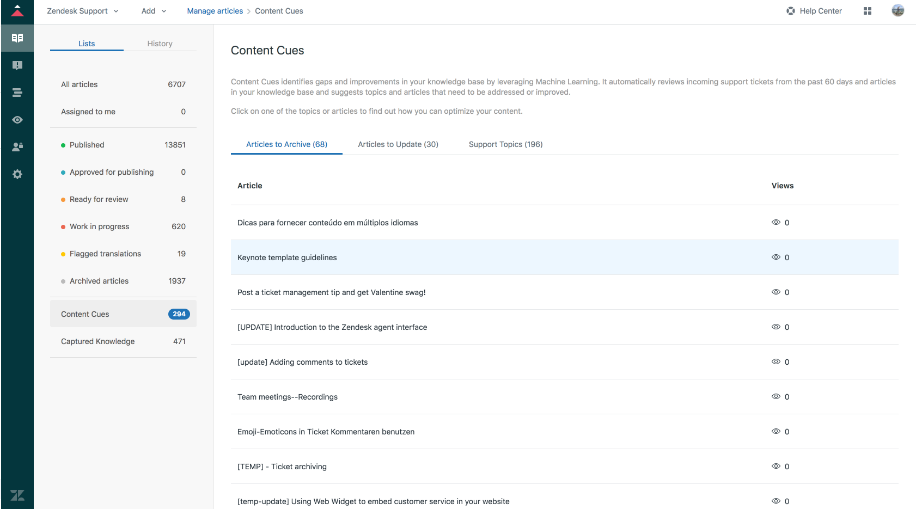 Zendesk Support Add Manage articles > Content Cues Help Center
Lists History
All articles 6707
Assigned to me 0
Published 13851
Approved for publishing 0
Ready for review 8
Work in progress 620
Flagged translations 19
Archived articles 1937
Content Cues 294
Captured Knowledge 471
Content Cues
Content Cues identifies gaps and improvements in your knowledge base by leveraging Machine Learning. It automatically reviews incoming support tickets from the past 60 days and articles
in your knowledge base and suggests topics and articles that need to be addressed or improved.
Click on one of the topics or articles to find out how you can optimize your content.
Articles to Archive (68) Articles to Update (30) Support Topics (196)
Article Views
Dicas para fornecer conteúdo em múltiplos idiomas 0
Keynote template guidelines 0
Post a ticket management tip and get Valentine swag! 0
[UPDATE] Introduction to the Zendesk agent interface 0
[update] Adding comments to tickets 0
Team meetings--Recordings 0
Emoji-Emoticons in Ticket Kommentaren benutzen 0
[TEMP] - Ticket archiving 0
[temp-update] Using Web Widget to embed customer service in your website 0